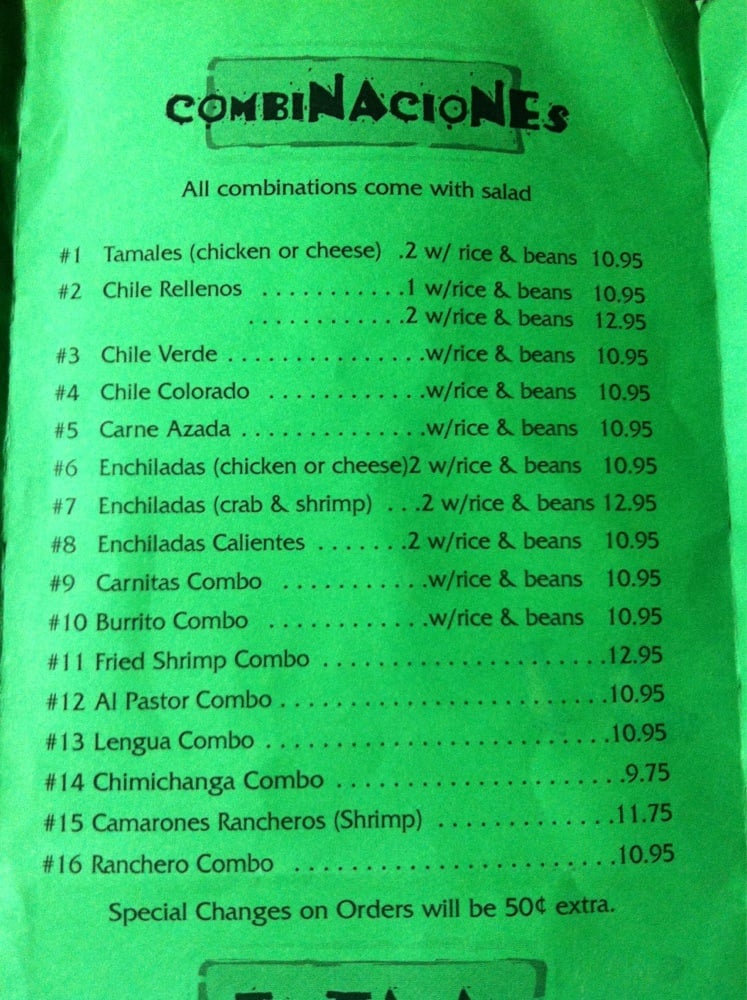 COMBINACIONES
All combinations come with salad
#1 Tamales (chicken or cheese) .2 w/ rice & beans 10.95
#2 Chile Rellenos ...........1 w/rice & beans 10.95
............2 w/rice & beans 12.95
#3 Chile Verde ...............w/rice & beans 10.95
#4 Chile Colorado ............w/rice & beans 10.95
#5 Carne Azada ..............w/rice & beans 10.95
#6 Enchiladas (chicken or cheese)2 w/rice & beans 10.95
#7 Enchiladas (crab & shrimp) ...2 w/rice & beans 12.95
#8 Enchiladas Calientes .......2 w/rice & beans 10.95
#9 Carnitas Combo ...........w/rice & beans 10.95
#10 Burrito Combo ............w/rice & beans 10.95
#11 Fried Shrimp Combo ......................12.95
#12 Al Pastor Combo .........................10.95
#13 Lengua Combo ..........................10.95
#14 Chimichanga Combo ......................9.75
#15 Camarones Rancheros (Shrimp) .............11.75
#16 Ranchero Combo ........................10.95
Special Changes on Orders will be 50¢ extra.